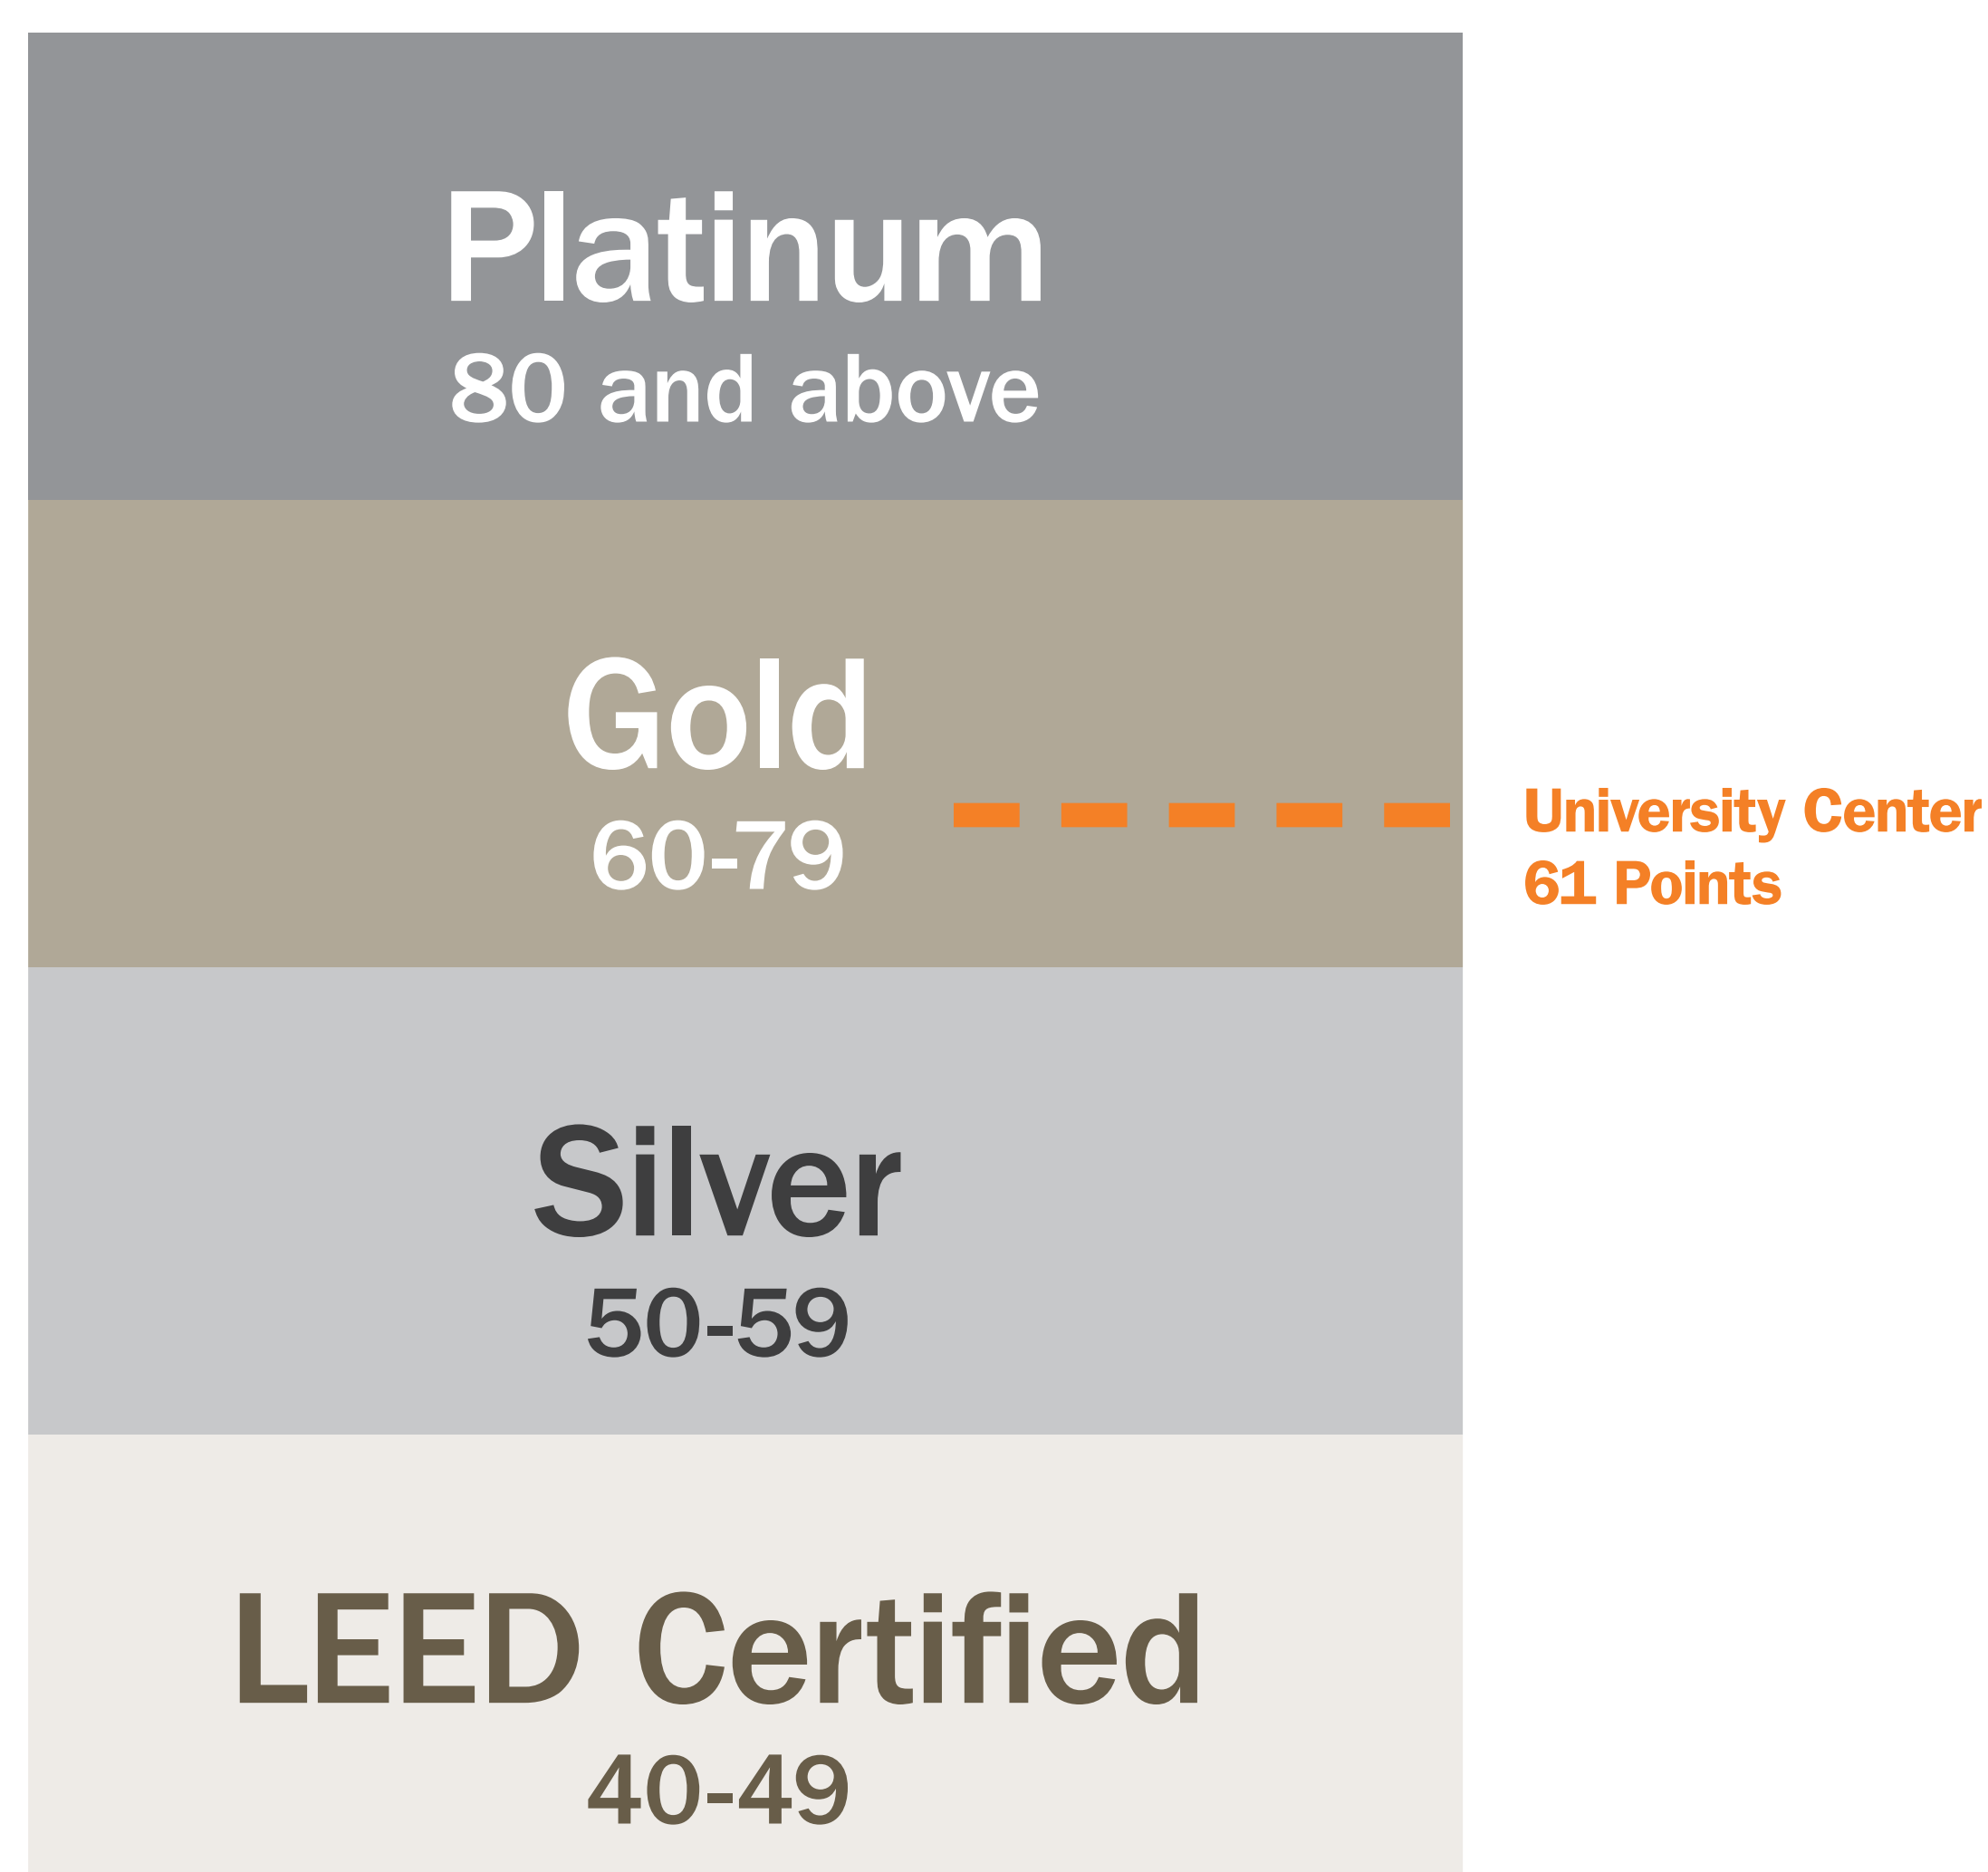 Platinum
80 and above
Gold
60-79
University Center
61 Points
Silver
50-59
LEED Certified
40-49